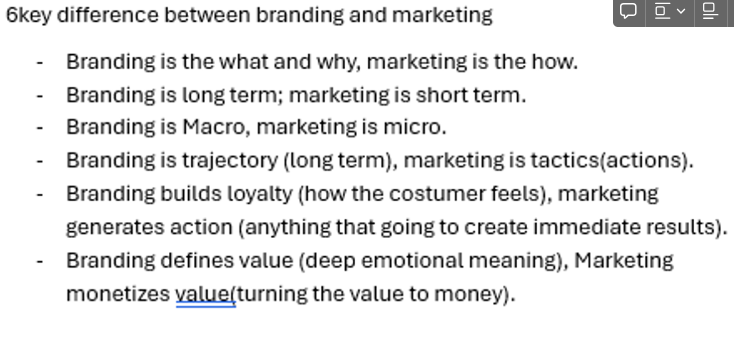 6key difference between branding and marketing
- Branding is the what and why, marketing is the how.
- Branding is long term; marketing is short term.
- Branding is Macro, marketing is micro.
- Branding is trajectory (long term), marketing is tactics(actions).
- Branding builds loyalty (how the costumer feels), marketing
generates action (anything that going to create immediate results).
- Branding defines value (deep emotional meaning), Marketing
monetizes value(turning the value to money).